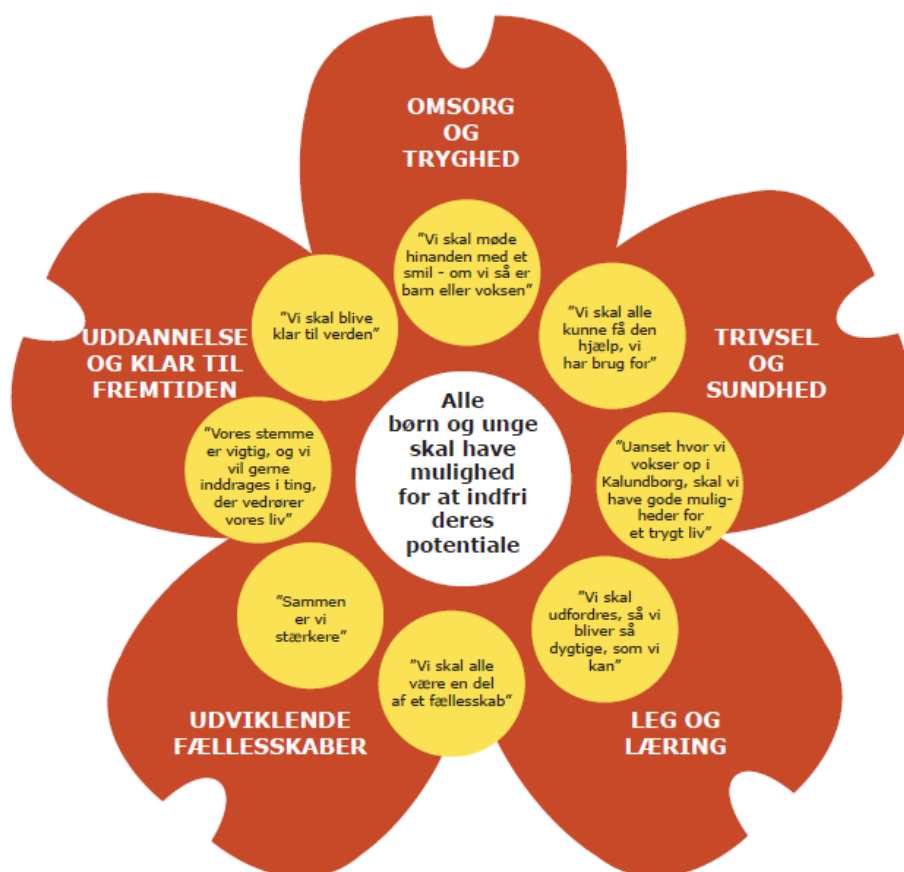 OMSORG
OG
TRYGHED
”Vi skal møde
hinanden med et
smil - om vi så er
barn eller voksen”
”Vi skal alle
kunne få den
hjælp, vi
har brug for”
TRIVSEL
OG
SUNDHED
”Uanset hvor vi
vokser op i
Kalundborg, skal vi
have gode mulig-
heder for
et trygt liv”
”Vi skal
udfordres, så vi
bliver så
dygtige, som vi
kan”
LEG OG
LÆRING
”Vi skal alle
være en del
af et fællesskab”
”Sammen
er vi
stærkere”
UDVIKLENDE
FÆLLESSKABER
”Vores stemme
er vigtig, og vi
vil gerne
inddrages i ting,
der vedrører
vores liv”
UDDANNELSE
OG KLAR TIL
FREMTIDEN
”Vi skal blive
klar til verden”
Alle
børn og unge
skal have
mulighed
for at indfri
deres
potentiale